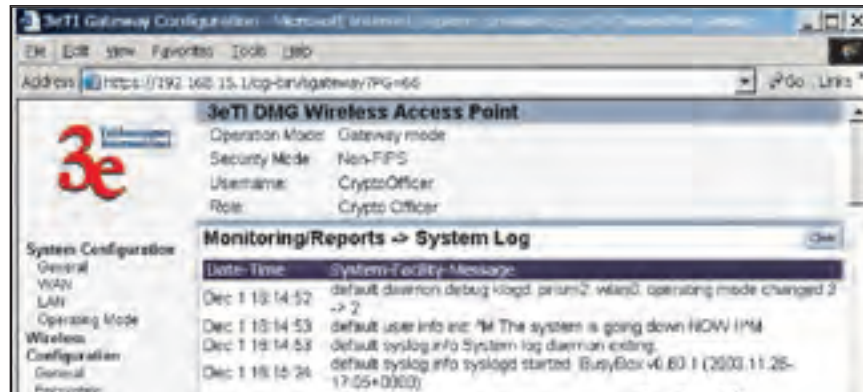 3eTI Gateway Configuration - Microsoft Internet
File Edit View Favorites Tools Help
Address https://192.168.15.1/cgi-bin/sgateway?PG=66 Go Links
3e
3eTI DMG Wireless Access Point
Operation Mode: Gateway mode
Security Mode Non-FIPS
Username: CryptoOfficer
Role: Crypto Officer
Monitoring/Reports -> System Log Clear
Date-Time System-Facility-Message
Dec 1 18:14:52 default daemon debug klogd: prism2: wlan0: operating mode changed 3
-> 2
Dec 1 18:14:53 default user info init: ^M The system is going down NOW !!^M
Dec 1 18:14:53 default syslog.info System log daemon exiting.
Dec 1 18:15:24 default syslog.info syslogd started: BusyBox v0.60.1 (2003.11.26-
17:05+0000)
System Configuration
General
WAN
LAN
Operating Mode
Wireless
Configuration
General
Encryption